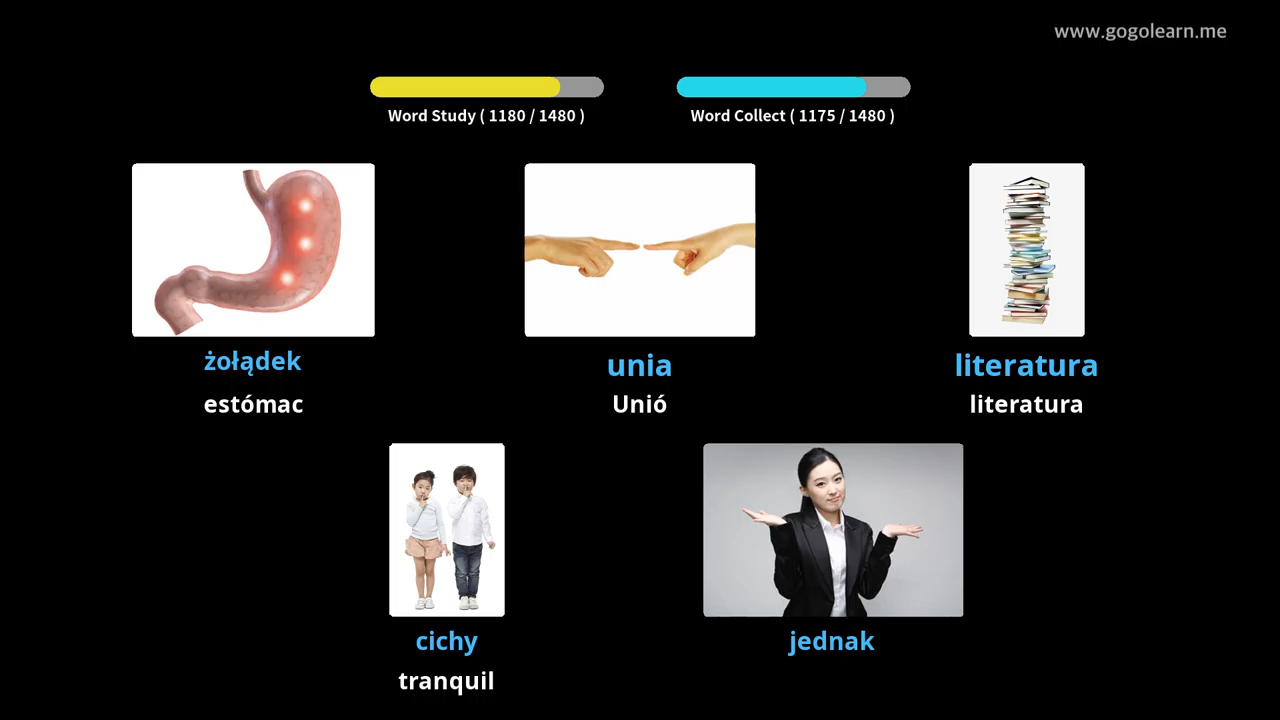 www.gogolearn.me
Word Study ( 1180 / 1480 )
Word Collect ( 1175 / 1480 )
żołądek
estómac
unia
Unió
literatura
literatura
cichy
tranquil
jednak